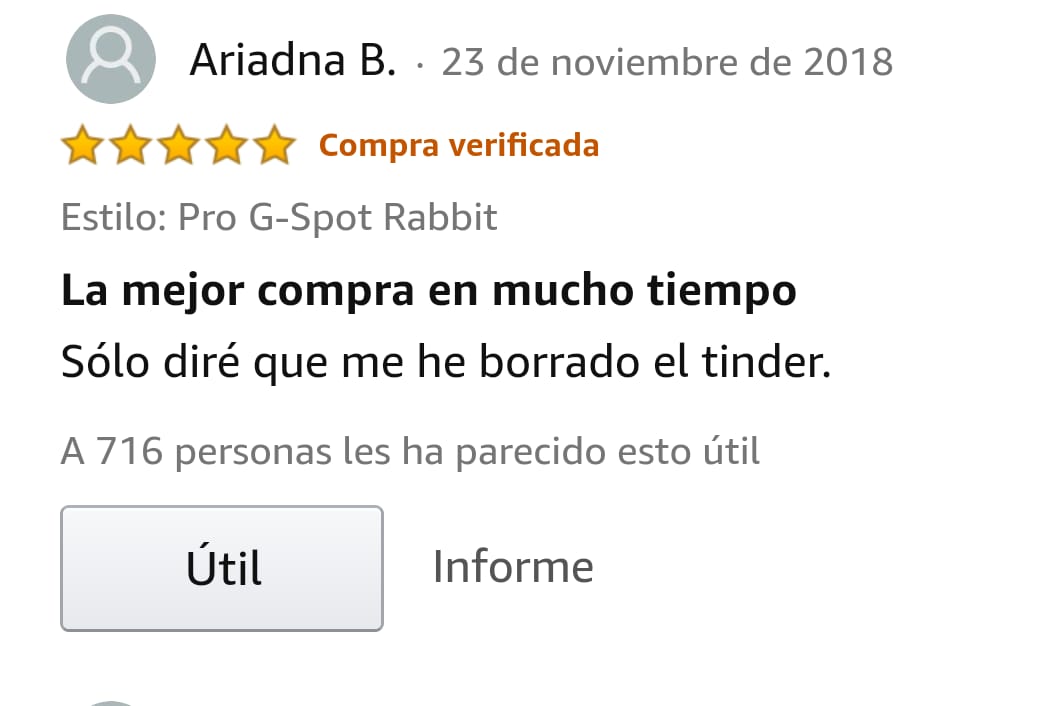 Ariadna B. · 23 de noviembre de 2018
Compra verificada
Estilo: Pro G-Spot Rabbit
La mejor compra en mucho tiempo
Sólo diré que me he borrado el tinder.
A 716 personas les ha parecido esto útil
Útil Informe